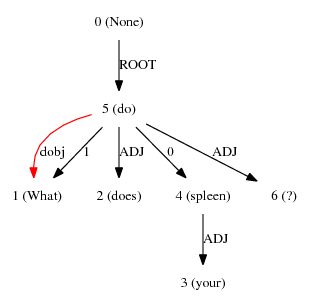 0 (None)
ROOT
5 (do)
dobj 1 ADJ 0 ADJ
1 (What) 2 (does) 4 (spleen) 6 (?)
ADJ
3 (your)